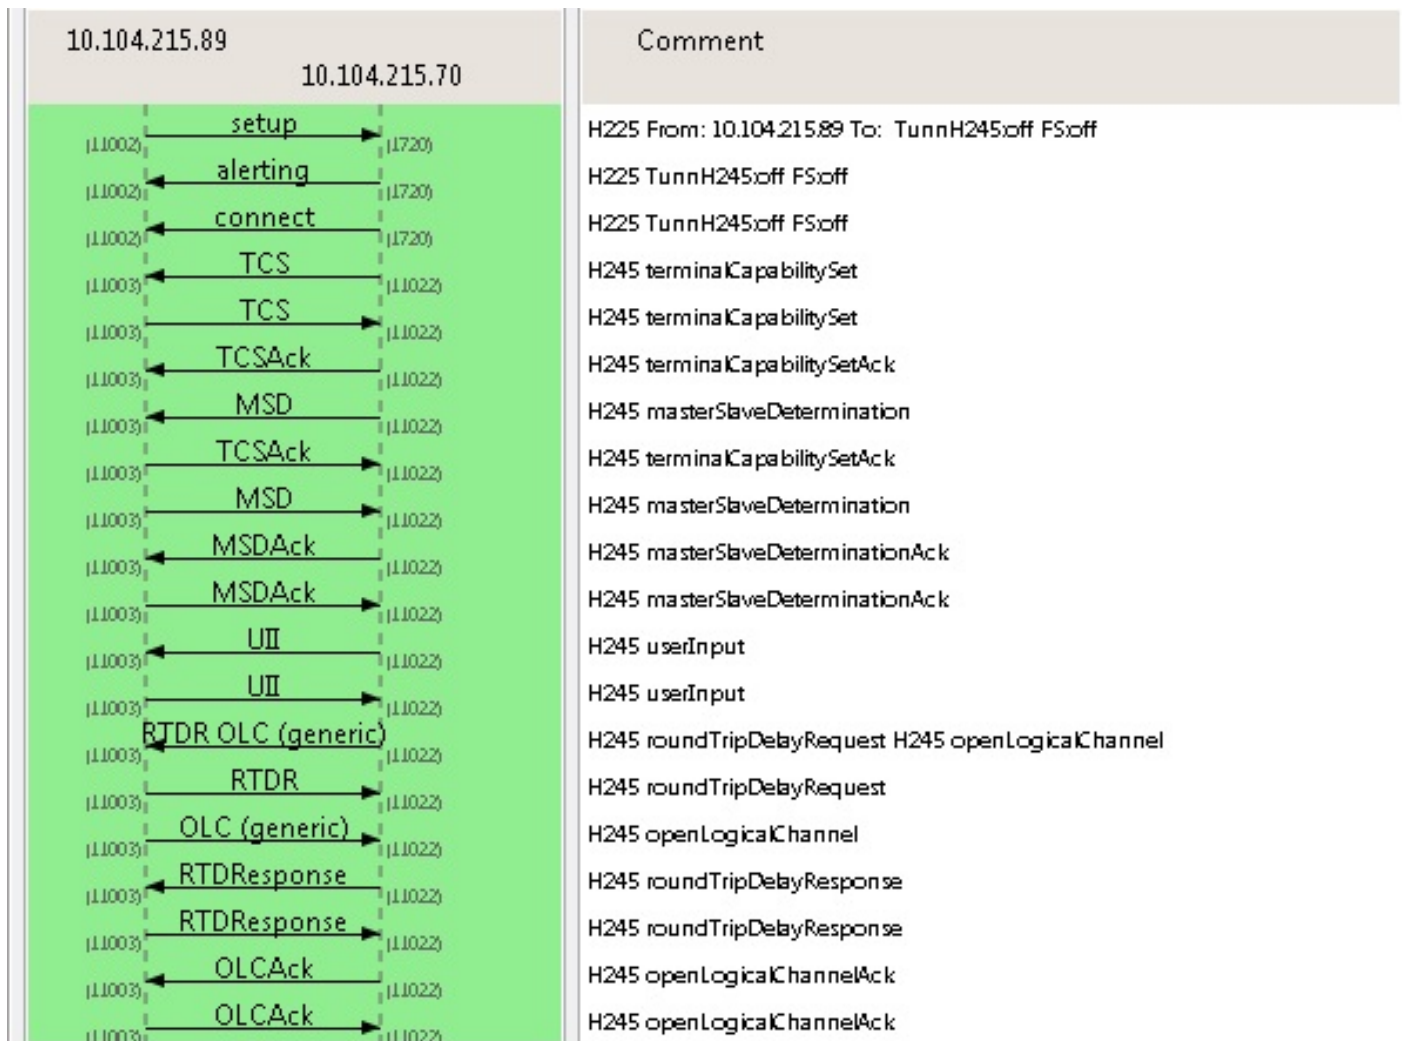 10.104.215.89
10.104.215.70
Comment
setup
(11002) (1720)
H225 From: 10.104.215.89 To: TunnH245:off FS:off
alerting
(11002) (1720)
H225 TunnH245:off FS:off
connect
(11002) (1720)
H225 TunnH245:off FS:off
TCS
(11003) (11022)
H245 terminalCapabilitySet
TCS
(11003) (11022)
H245 terminalCapabilitySet
TCSAck
(11003) (11022)
H245 terminalCapabilitySetAck
MSD
(11003) (11022)
H245 masterSlaveDetermination
TCSAck
(11003) (11022)
H245 terminalCapabilitySetAck
MSD
(11003) (11022)
H245 masterSlaveDetermination
MSDAck
(11003) (11022)
H245 masterSlaveDeterminationAck
MSDAck
(11003) (11022)
H245 masterSlaveDeterminationAck
UII
(11003) (11022)
H245 userInput
UII
(11003) (11022)
H245 userInput
RTDR OLC (generic)
(11003) (11022)
H245 roundTripDelayRequest H245 openLogicalChannel
RTDR
(11003) (11022)
H245 roundTripDelayRequest
OLC (generic)
(11003) (11022)
H245 openLogicalChannel
RTDResponse
(11003) (11022)
H245 roundTripDelayResponse
RTDResponse
(11003) (11022)
H245 roundTripDelayResponse
OLCAck
(11003) (11022)
H245 openLogicalChannelAck
OLCAck
(11003) (11022)
H245 openLogicalChannelAck